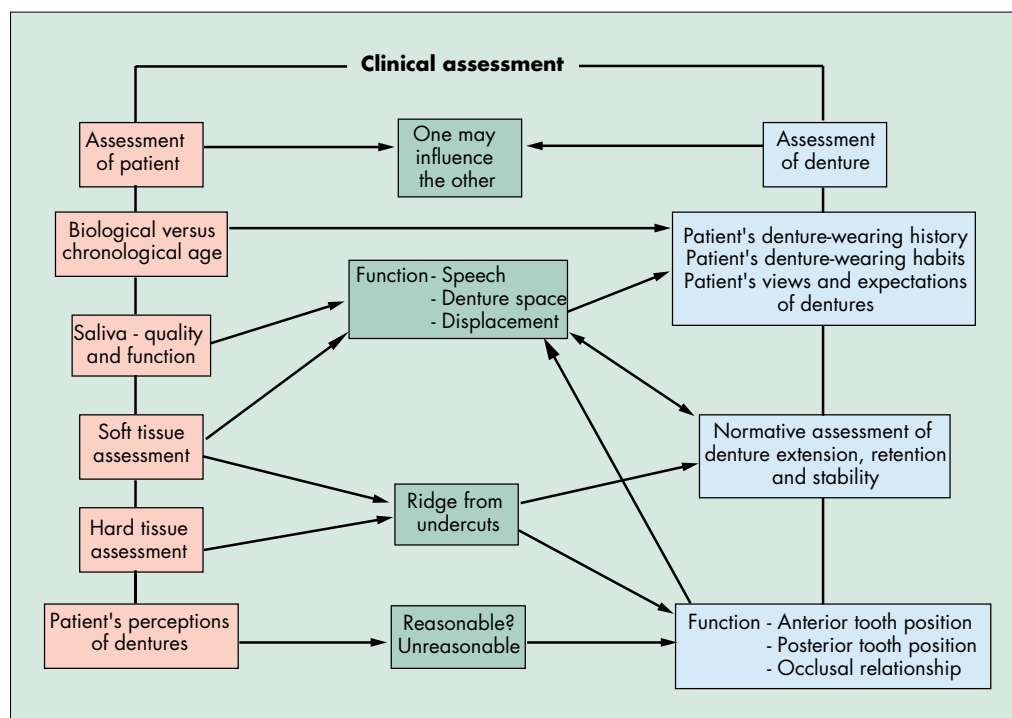 Clinical assessment
Assessment
of patient
One may
influence
the other
Assessment
of denture
Biological versus
chronological age
Patient's denture-wearing history
Patient's denture-wearing habits
Patient's views and expectations
of dentures
Function - Speech
- Denture space
- Displacement
Saliva - quality
and function
Soft tissue
assessment
Normative assessment of
denture extension, retention
and stability
Ridge from
undercuts
Hard tissue
assessment
Patient's perceptions
of dentures
Reasonable?
Unreasonable
Function - Anterior tooth position
- Posterior tooth position
- Occlusal relationship